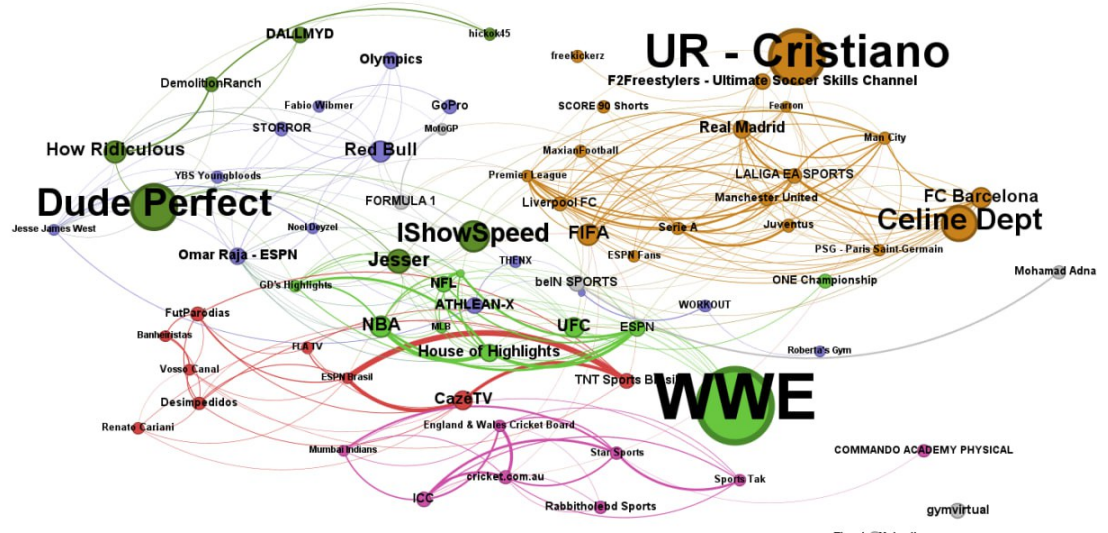 DALLMYD
hickok45
UR - Cristiano
Olympics
freekickerz
F2Freestylers - Ultimate Soccer Skills Channel
DemolitionRanch
Fabio Wibmer
GoPro
SCORE 90 Shorts
Fearron
STORROR
MotoGP
Real Madrid
Man City
How Ridiculous
Red Bull
MaxianFootball
YBS Youngbloods
Premier League
LALIGA EA SPORTS
Dude Perfect
FORMULA 1
Liverpool FC
Manchester United
FC Barcelona
Celine Dept
Jesse James West
Noel Deyzel
IShowSpeed
FIFA
Serie A
Juventus
Omar Raja - ESPN
Jesser
THENX
ESPN Fans
PSG - Paris Saint-Germain
GD's Highlights
NFL
beIN SPORTS
ONE Championship
Mohamad Adna
FutParodias
ATHLEAN-X
WORKOUT
Banheiristas
NBA
MLB
UFC
ESPN
FLA TV
House of Highlights
Roberta's Gym
Vosso Canal
ESPN Brasil
TNT Sports Brasil
Desimpedidos
CazéTV
WWE
Renato Cariani
England & Wales Cricket Board
Mumbai Indians
Star Sports
COMMANDO ACADEMY PHYSICAL
cricket.com.au
Sports Tak
ICC
Rabbitholebd Sports
gymvirtual